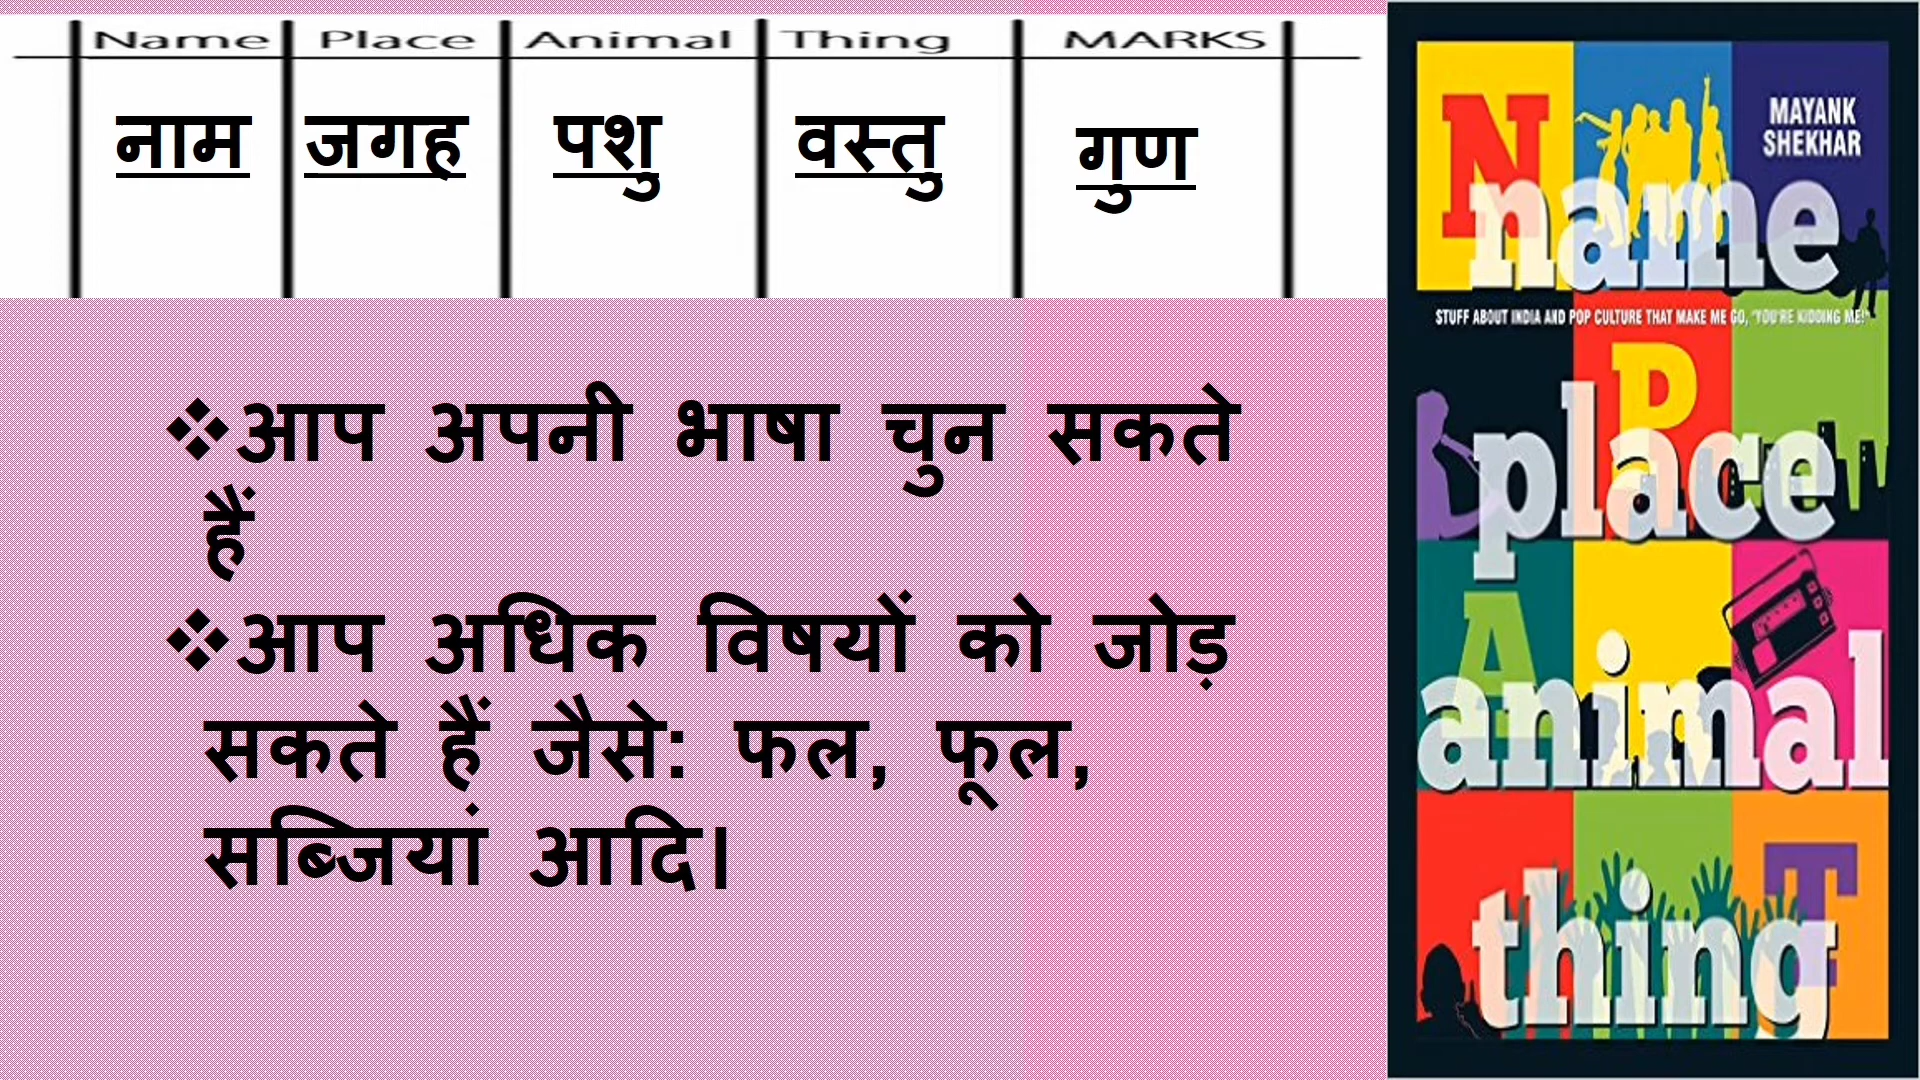 Name Place Animal Thing MARKS
नाम जगह पशु वस्तु गुण
❖आप अपनी भाषा चुन सकते
हैं
❖आप अधिक विषयों को जोड़
सकते हैं जैसे: फल, फूल,
सब्जियां आदि।
MAYANK
SHEKHAR
N
name
STUFF ABOUT INDIA AND POP CULTURE THAT MAKE ME GO, "YOU'RE KIDDING ME!"
P
place
A
animal
T
thing